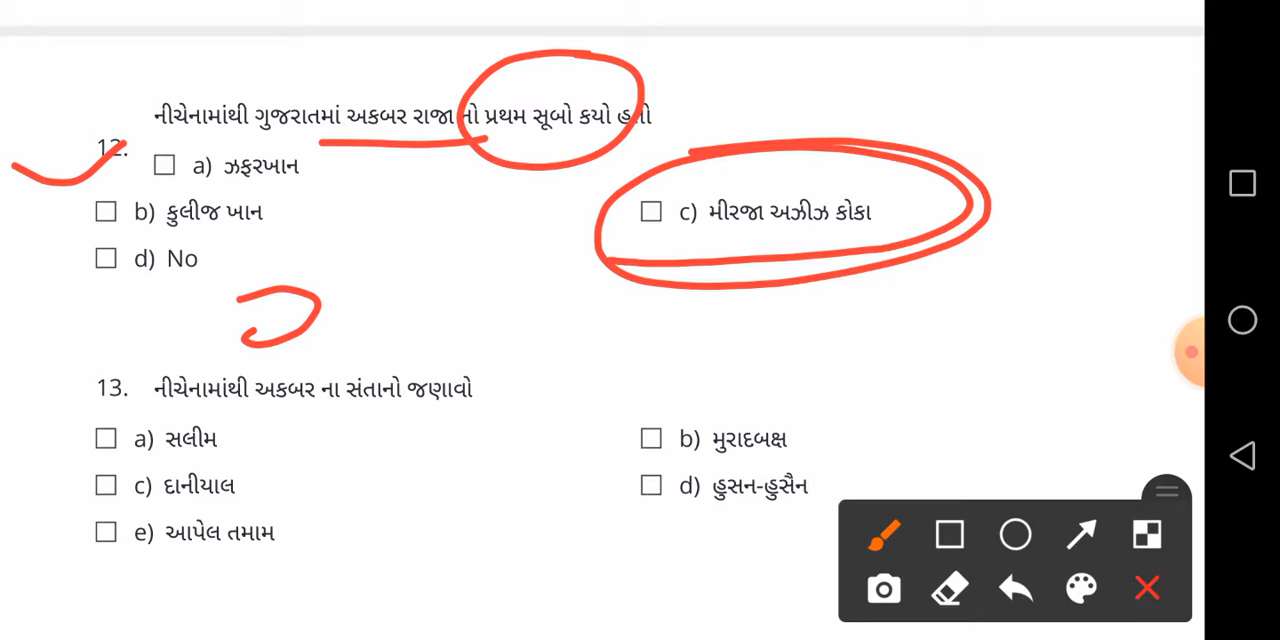 નીચેનામાંથી ગુજરાતમાં અકબર રાજા નો પ્રથમ સૂબો કયો હતો
12.
a) ઝફરખાન
b) કુલીજ ખાન
c) મીરજા અઝીઝ કોકા
d) No
13. નીચેનામાંથી અકબર ના સંતાનો જણાવો
a) સલીમ
b) મુરાદબક્ષ
c) દાનીયાલ
d) હુસન-હુસૈન
e) આપેલ તમામ